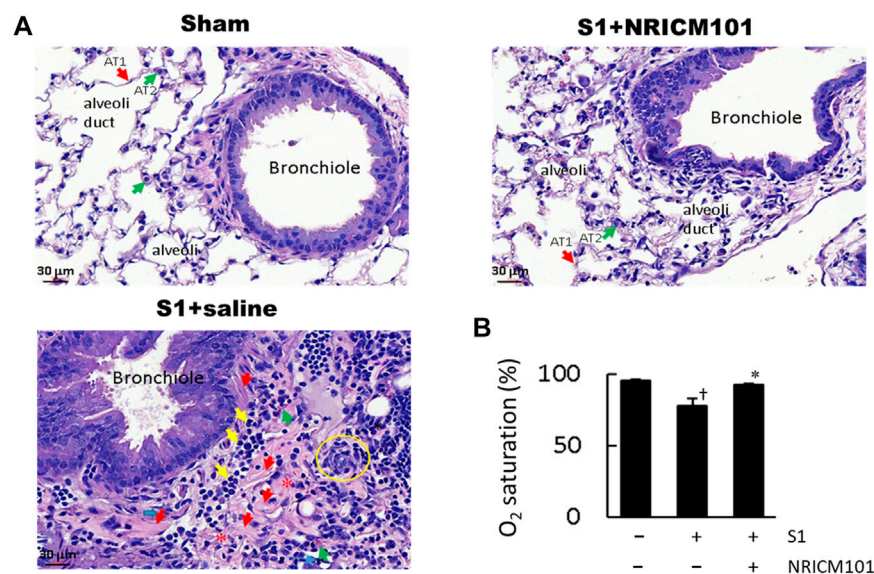 A
Sham
AT1
AT2
alveoli
duct
Bronchiole
alveoli
30 µm
S1+NRICM101
Bronchiole
alveoli
alveoli
duct
AT1
AT2
30 µm
S1+saline
Bronchiole
*
*
*
30 µm
B
O₂ saturation (%)
100
50
0
†
*
− + + S1
− − + NRICM101